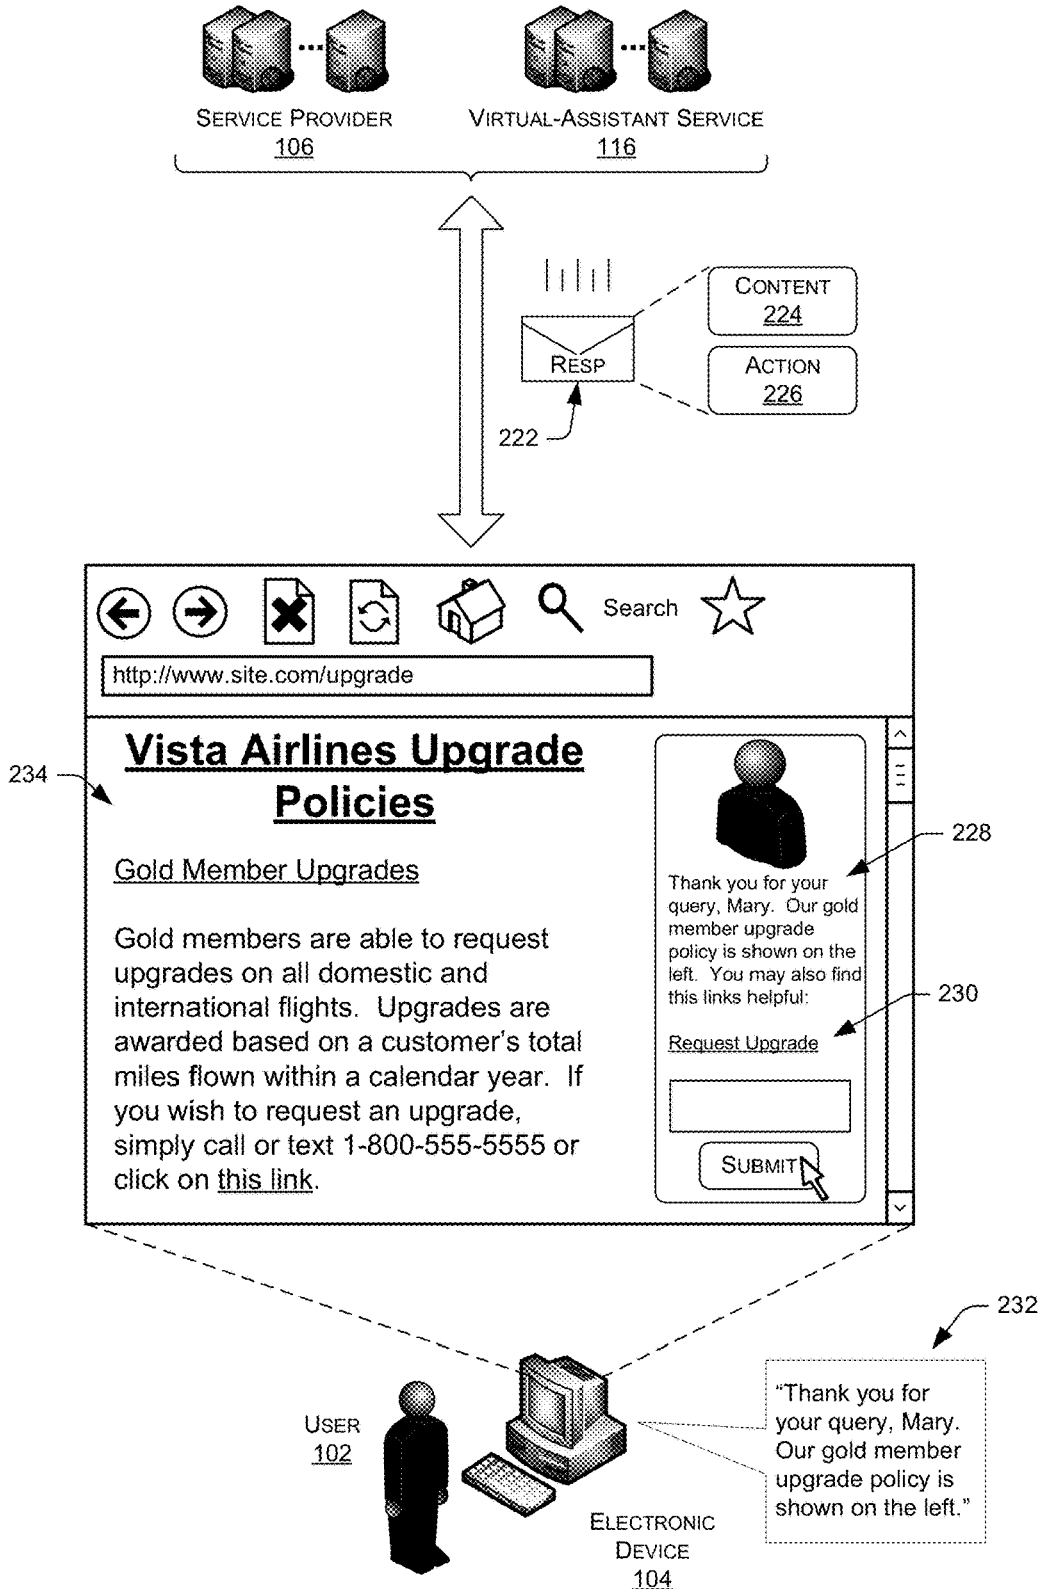 SERVICE PROVIDER
106
VIRTUAL-ASSISTANT SERVICE
116
CONTENT
224
ACTION
226
RESP
222
Search
http://www.site.com/upgrade
234
Vista Airlines Upgrade
Policies
Gold Member Upgrades
Gold members are able to request
upgrades on all domestic and
international flights. Upgrades are
awarded based on a customer's total
miles flown within a calendar year. If
you wish to request an upgrade,
simply call or text 1-800-555-5555 or
click on this link.
228
Thank you for your
query, Mary. Our gold
member upgrade
policy is shown on the
left. You may also find
this links helpful:
230
Request Upgrade
SUBMIT
232
"Thank you for
your query, Mary.
Our gold member
upgrade policy is
shown on the left."
USER
102
ELECTRONIC
DEVICE
104